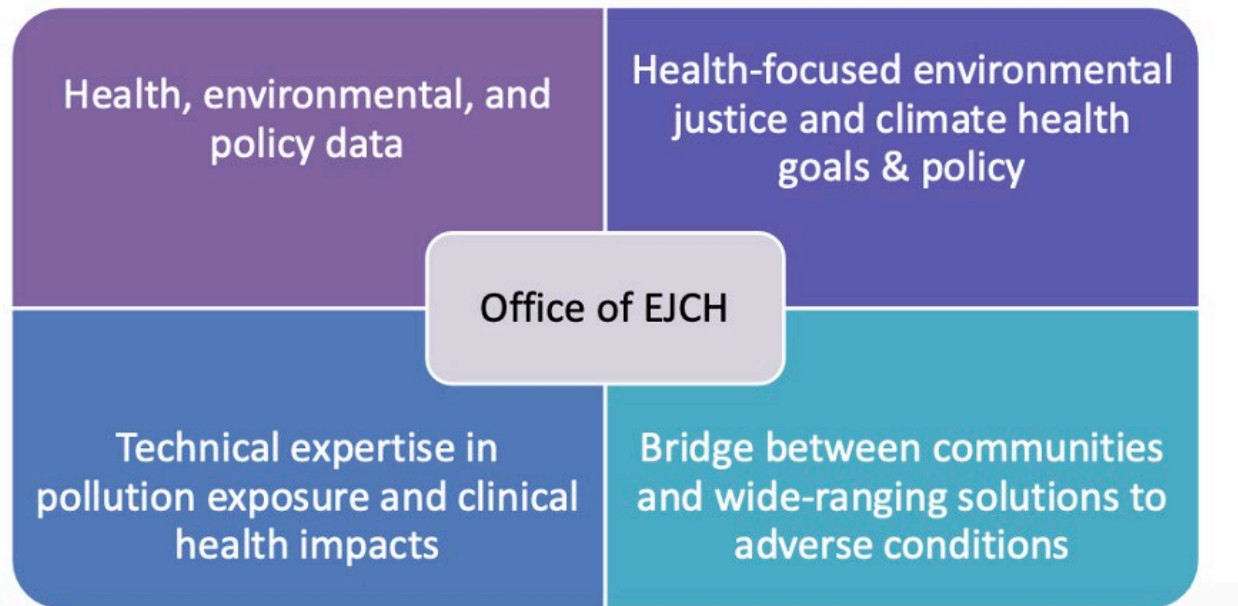 Health, environmental, and
policy data
Health-focused environmental
justice and climate health
goals & policy
Office of EJCH
Technical expertise in
pollution exposure and clinical
health impacts
Bridge between communities
and wide-ranging solutions to
adverse conditions